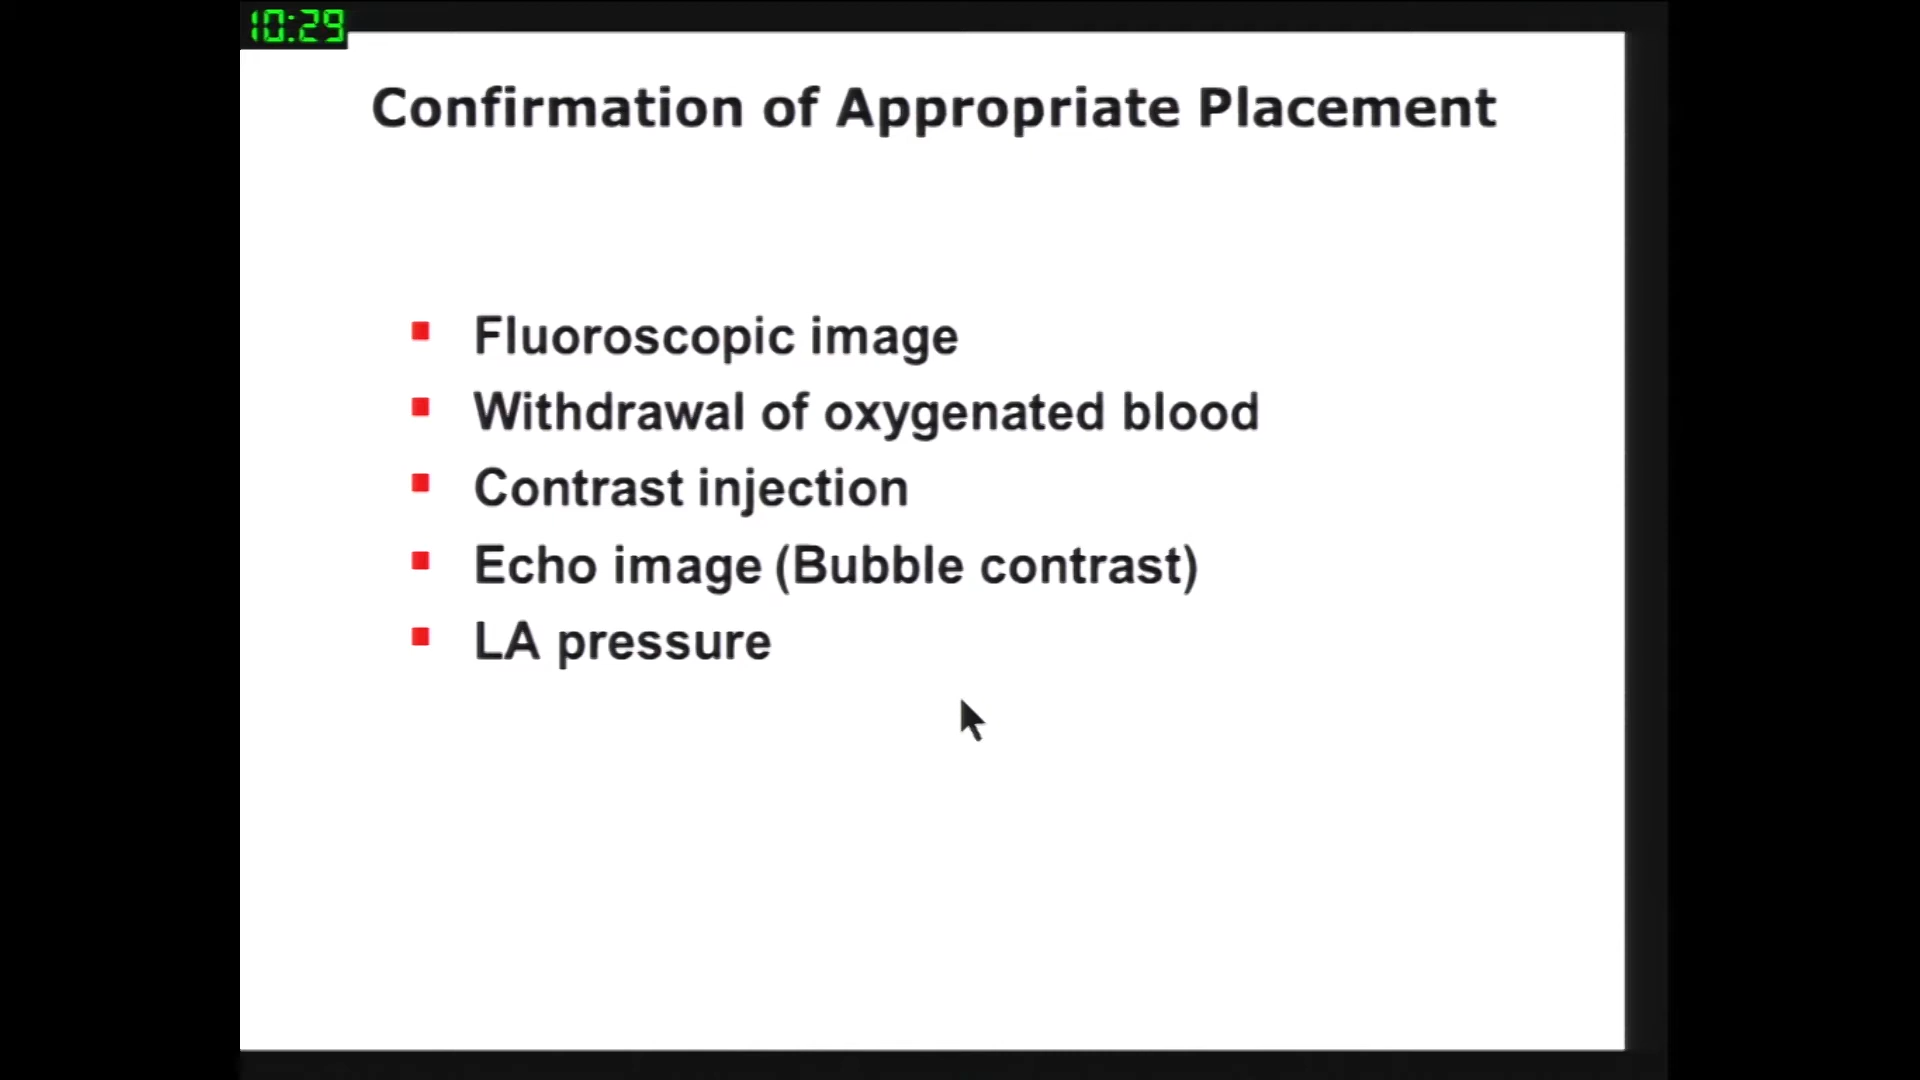 10:29
Confirmation of Appropriate Placement
Fluoroscopic image
Withdrawal of oxygenated blood
Contrast injection
Echo image (Bubble contrast)
LA pressure